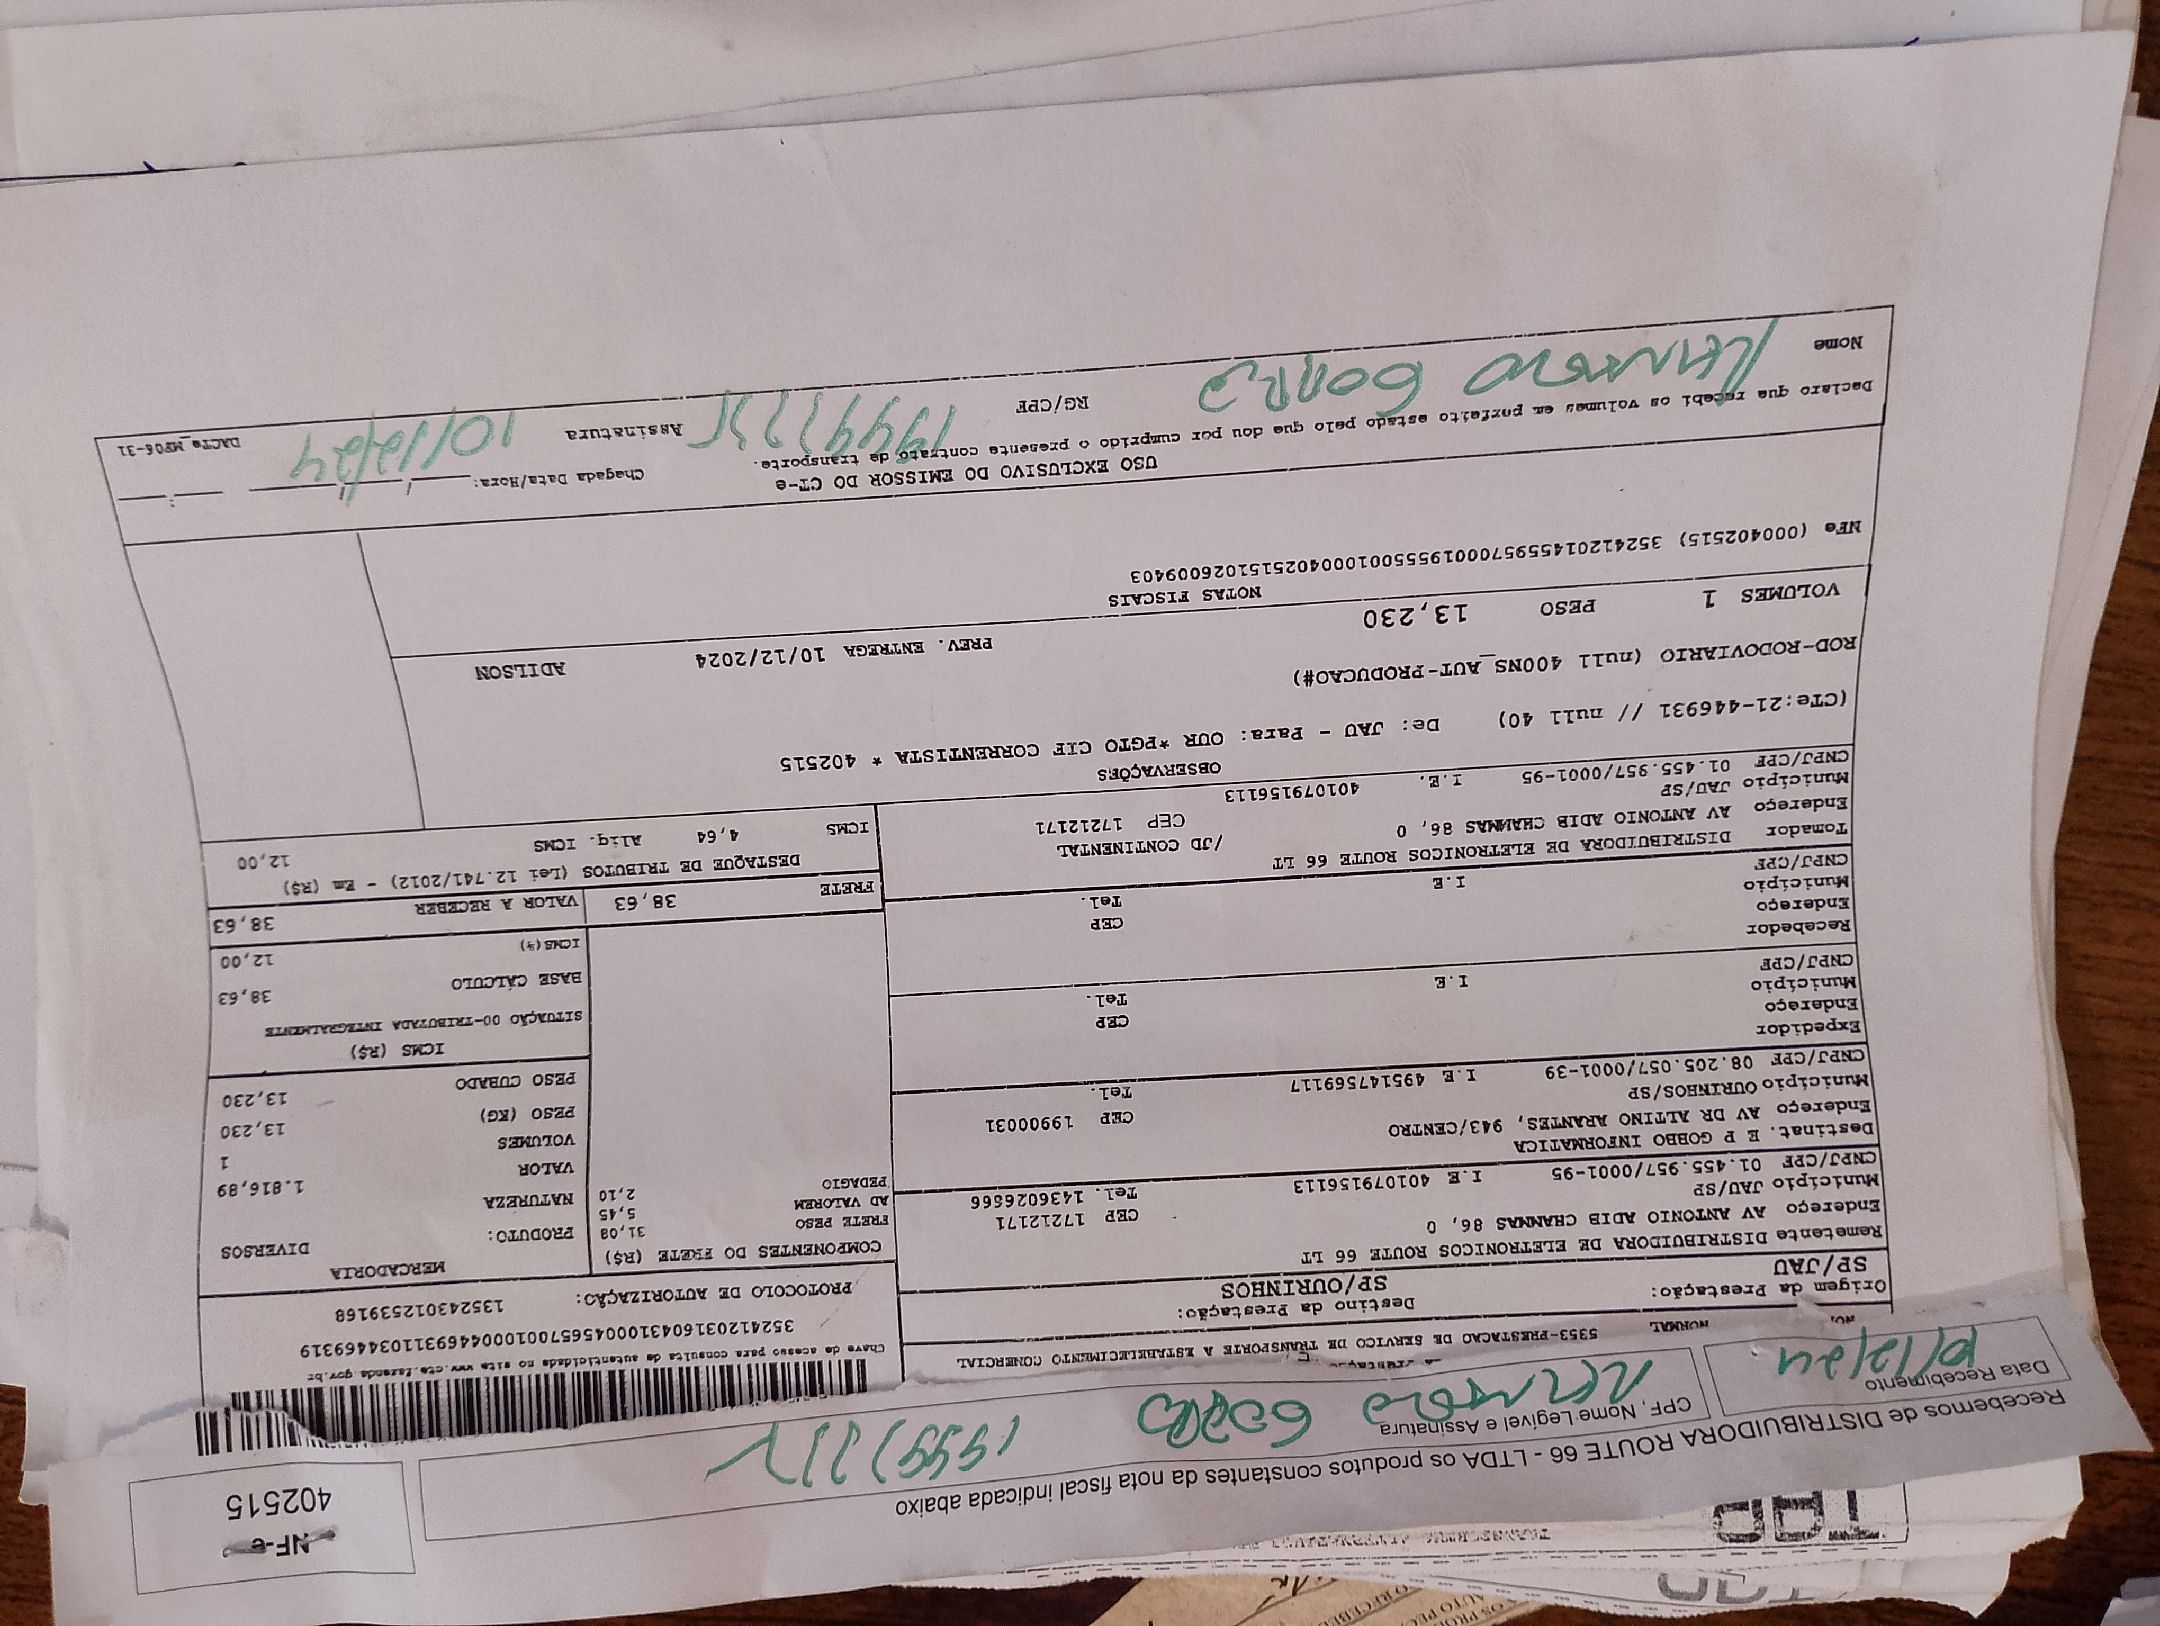 Recebemos de DISTRIBUIDORA ROUTE 66 - LTDA os produtos constantes da nota fiscal indicada abaixo
Data Recebimento
10/12/24
CPF, Nome Legível e Assinatura
NF-e
402515
NORMAL
5353-PRESTACAO DE SERVICO DE TRANSPORTE A ESTABELECIMENTO COMERCIAL
Chave de acesso para consulta de autenticidade no site www.cte.fazenda.gov.br
352412031604310004565700100044693111034469319
PROTOCOLO DE AUTORIZAÇÃO: 135243012539168
Origem da Prestação:
SP/JAU
Destino da Prestação:
SP/OURINHOS
Remetente DISTRIBUIDORA DE ELETRONICOS ROUTE 66 LT
Endereço AV ANTONIO ADIB CHAMMAS 86, 0
CEP 17212171
Município JAU/SP
Tel. 1436026666
CNPJ/CPF 01.455.957/0001-95 I.E 401079156113
Destinat. E P GOBBO INFORMATICA
Endereço AV DR ALTINO ARANTES, 943/CENTRO
CEP 19900031
Município OURINHOS/SP
Tel.
CNPJ/CPF 08.205.057/0001-39 I.E 495147569117
Expedidor
Endereço
CEP
Município
Tel.
CNPJ/CPF
I.E
Recebedor
Endereço
CEP
Município
Tel.
CNPJ/CPF
I.E
Tomador DISTRIBUIDORA DE ELETRONICOS ROUTE 66 LT
Endereço AV ANTONIO ADIB CHAMMAS 86, 0 /JD CONTINENTAL
Município JAU/SP
CEP 17212171
CNPJ/CPF 01.455.957/0001-95 I.E. 401079156113
COMPONENTES DO FRETE (R$)
FRETE PESO 31,08
AD VALOREM 5,45
PEDAGIO 2,10
MERCADORIA
PRODUTO: DIVERSOS
NATUREZA
VALOR 1.816,89
VOLUMES 1
PESO (KG) 13,230
PESO CUBADO 13,230
ICMS (R$)
SITUAÇÃO 00-TRIBUTADA INTEGRALMENTE
BASE CÁLCULO 38,63
ICMS(%) 12,00
FRETE 38,63
VALOR A RECEBER 38,63
DESTAQUE DE TRIBUTOS (Lei 12.741/2012) - Em (R$)
ICMS 4,64 Aliq. ICMS 12,00
OBSERVAÇÕES
(CTe:21-446931 // null 40) De: JAU - Para: OUR *PGTO CIF CORRENTISTA * 402515
ROD-RODOVIARIO (null 400NS_AUT-PRODUCAO#)
VOLUMES 1 PESO 13,230
PREV. ENTREGA 10/12/2024 ADILSON
NOTAS FISCAIS
NFe (000402515) 35241201455957000195550010004025151026009403
USO EXCLUSIVO DO EMISSOR DO CT-e
Declaro que recebi os volumes em perfeito estado pelo que dou por cumprido o presente contrato de transporte.
Chegada Data/Hora: 10/12/24
Nome
RG/CPF
Assinatura
DACTe_MP06-31